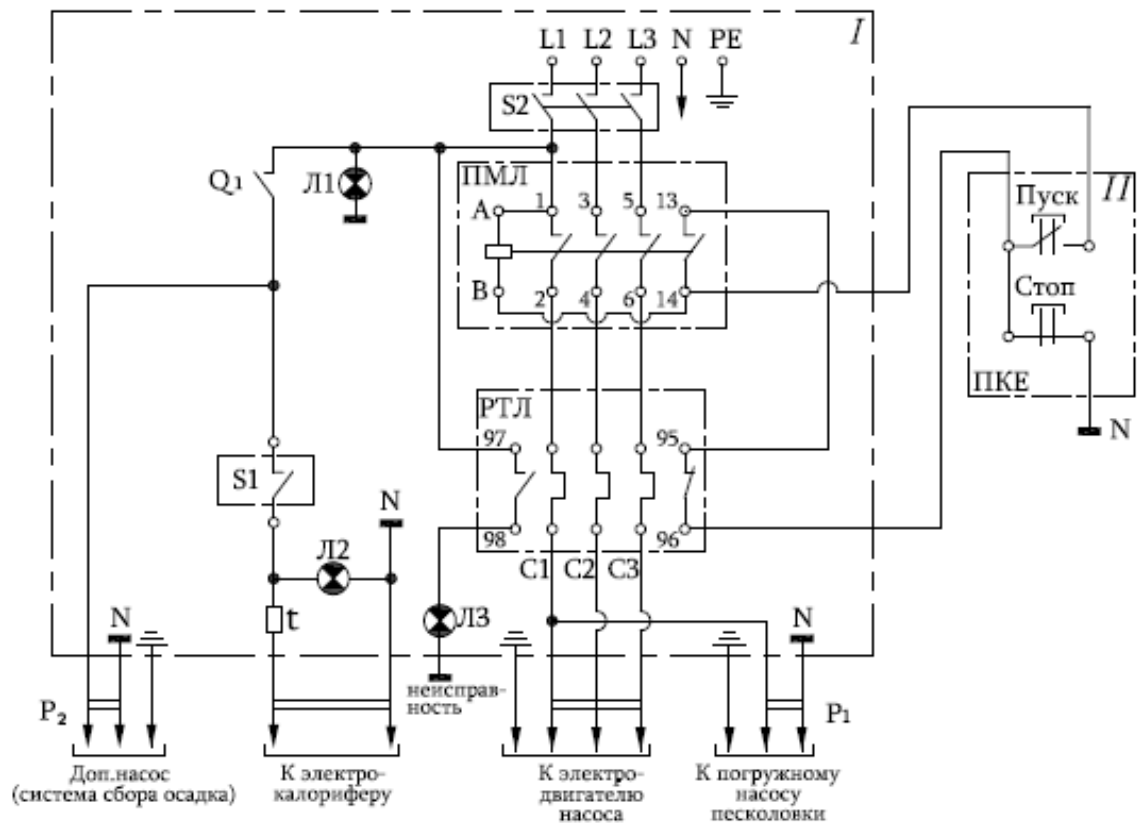 I
L1 L2 L3 N PE
S2
Q1 Л1
ПМЛ
A 1 3 5 13
B 2 4 6 14
II
Пуск
Стоп
ПКЕ
N
РТЛ
97 95
98 96
S1
N
Л2
t
C1 C2 C3
Л3
неисправ-
ность
N
N
P2
P1
Доп.насос
(система сбора осадка)
К электро-
калориферу
К электро-
двигателю
насоса
К погружному
насосу
песколовки